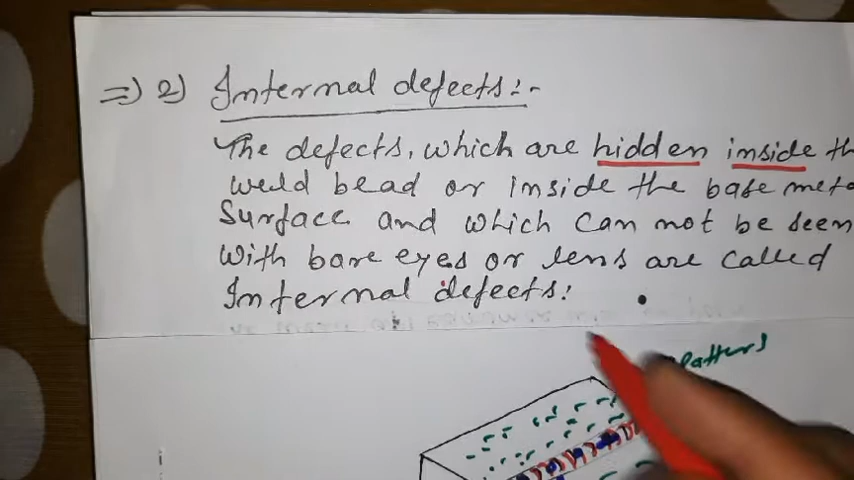 => 2) Internal defects:-
The defects, which are hidden inside th
weld bead or inside the base meta
Surface and which can not be seen
with bare eyes or lens are called
Internal defects: